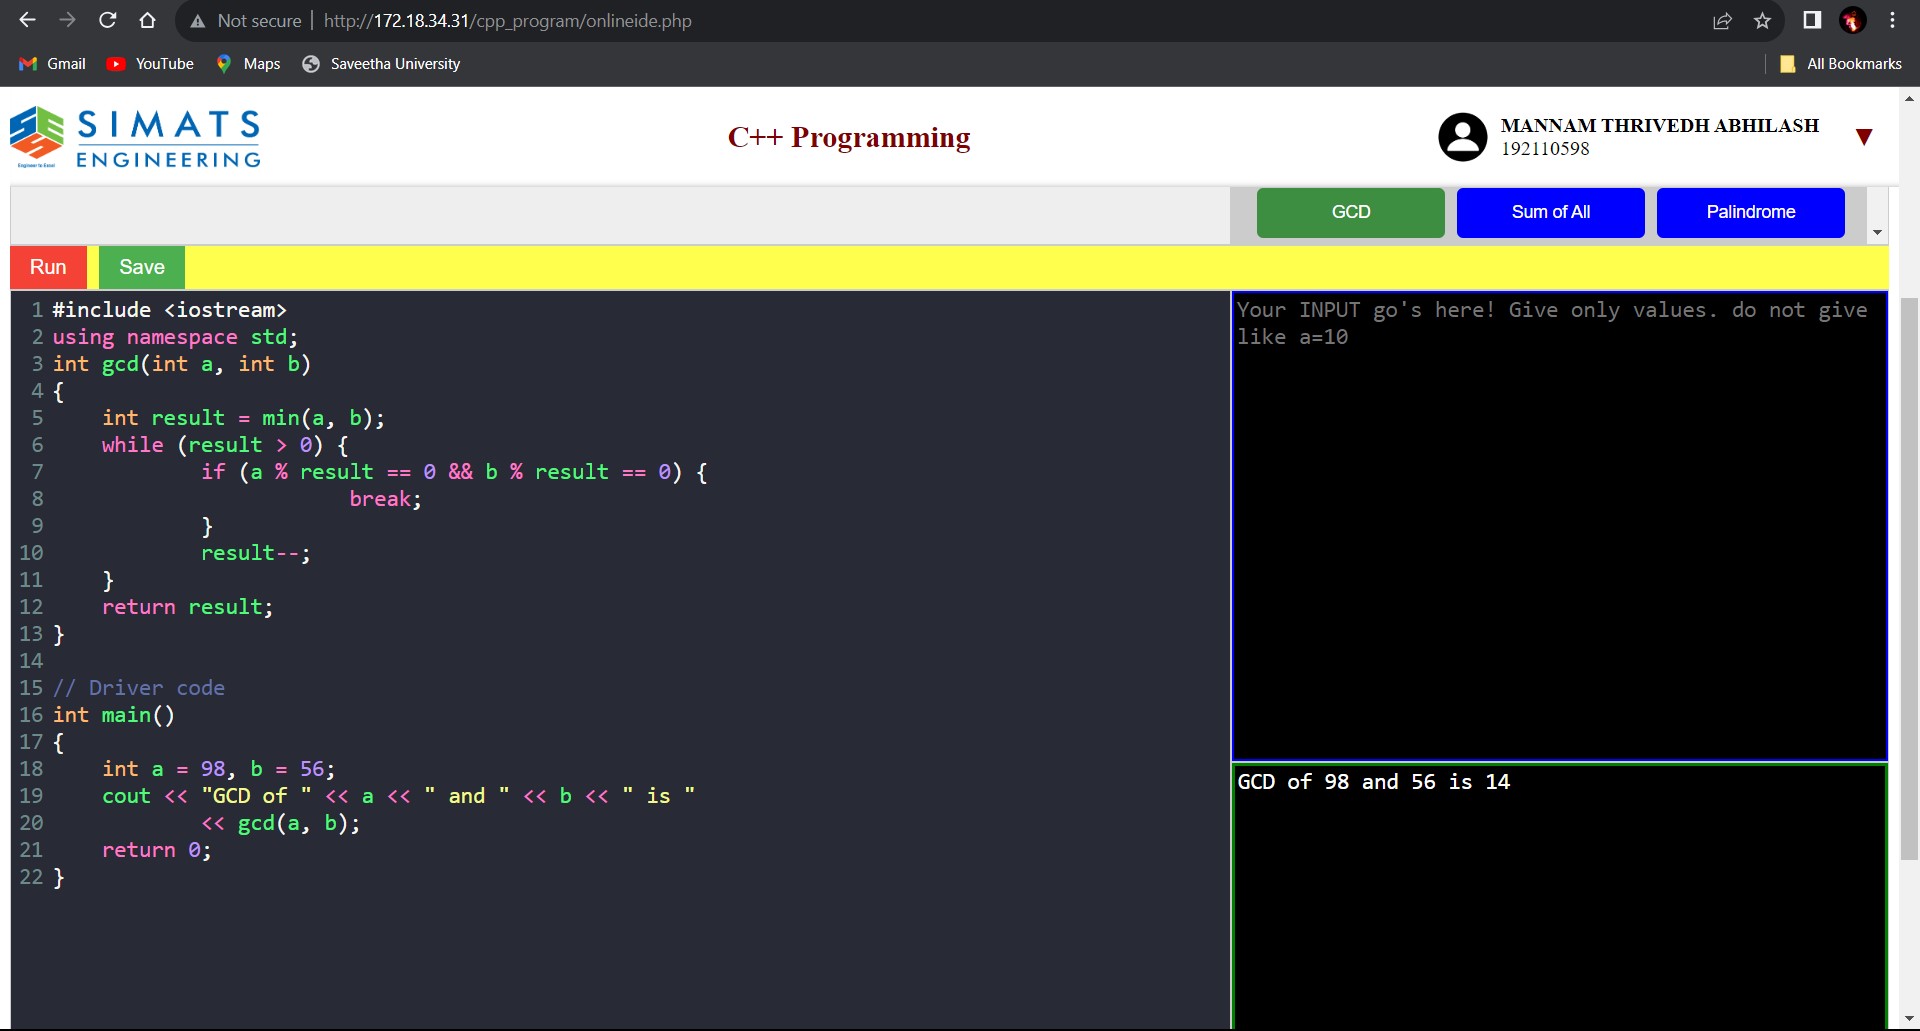 Not secure | http://172.18.34.31/cpp_program/onlineide.php
Gmail YouTube Maps Saveetha University All Bookmarks
SIMATS
ENGINEERING
Engineer to Excel
C++ Programming
MANNAM THRIVEDH ABHILASH
192110598
GCD Sum of All Palindrome
Run Save
1 #include <iostream>
2 using namespace std;
3 int gcd(int a, int b)
4 {
5     int result = min(a, b);
6     while (result > 0) {
7             if (a % result == 0 && b % result == 0) {
8                         break;
9             }
10             result--;
11     }
12     return result;
13 }
14
15 // Driver code
16 int main()
17 {
18     int a = 98, b = 56;
19     cout << "GCD of " << a << " and " << b << " is "
20             << gcd(a, b);
21     return 0;
22 }
Your INPUT go's here! Give only values. do not give
like a=10
GCD of 98 and 56 is 14